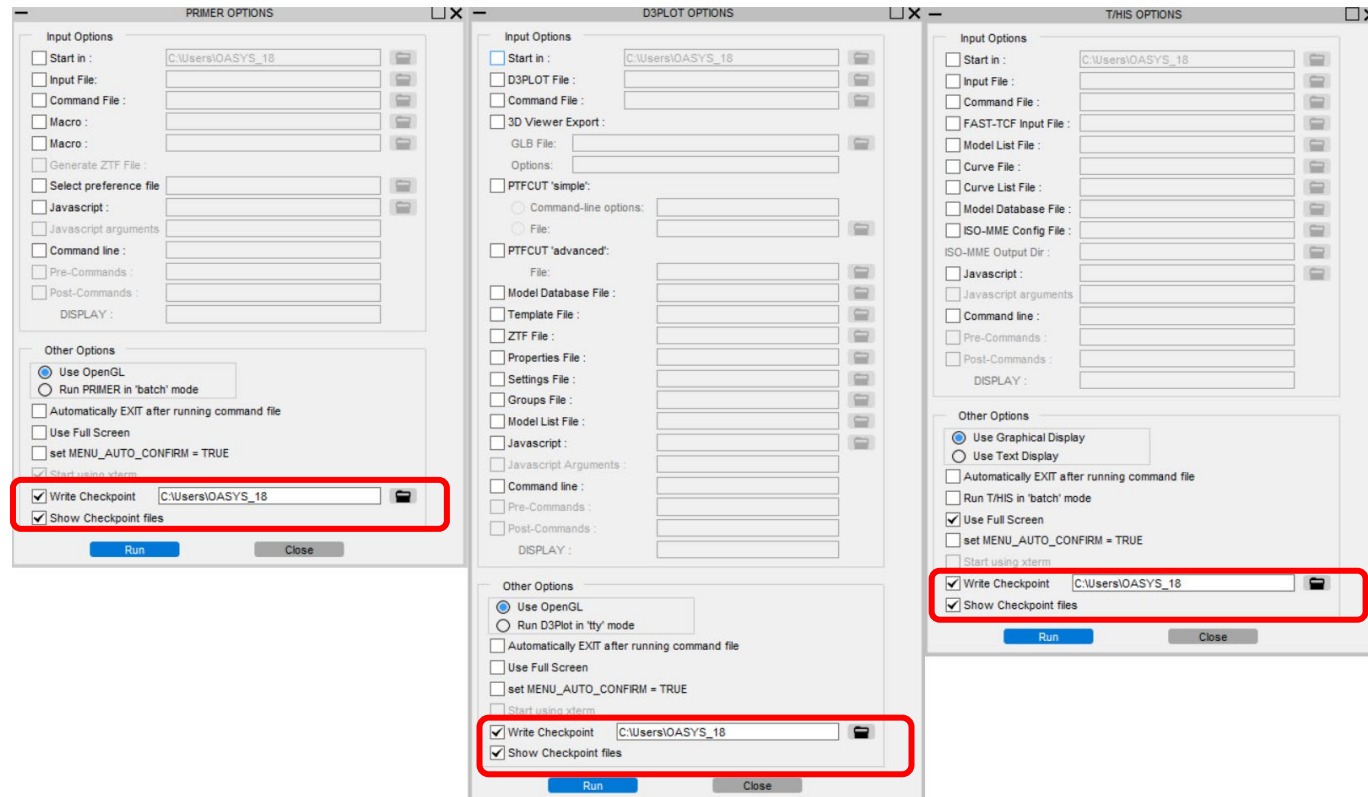 PRIMER OPTIONS
Input Options
Start in : C:\Users\OASYS_18
Input File:
Command File :
Macro :
Macro :
Generate ZTF File :
Select preference file
Javascript :
Javascript arguments
Command line :
Pre-Commands :
Post-Commands :
DISPLAY :
Other Options
Use OpenGL
Run PRIMER in 'batch' mode
Automatically EXIT after running command file
Use Full Screen
set MENU_AUTO_CONFIRM = TRUE
Start using xterm
Write Checkpoint C:\Users\OASYS_18
Show Checkpoint files
Run Close
D3PLOT OPTIONS
Input Options
Start in : C:\Users\OASYS_18
D3PLOT File :
Command File :
3D Viewer Export :
GLB File:
Options:
PTFCUT 'simple':
Command-line options:
File:
PTFCUT 'advanced':
File:
Model Database File :
Template File :
ZTF File :
Properties File :
Settings File :
Groups File :
Model List File :
Javascript :
Javascript Arguments :
Command line :
Pre-Commands :
Post-Commands :
DISPLAY :
Other Options
Use OpenGL
Run D3Plot in 'tty' mode
Automatically EXIT after running command file
Use Full Screen
set MENU_AUTO_CONFIRM = TRUE
Start using xterm
Write Checkpoint C:\Users\OASYS_18
Show Checkpoint files
Run Close
T/HIS OPTIONS
Input Options
Start in : C:\Users\OASYS_18
Input File :
Command File :
FAST-TCF Input File :
Model List File :
Curve File :
Curve List File :
Model Database File :
ISO-MME Config File :
ISO-MME Output Dir :
Javascript :
Javascript arguments
Command line :
Pre-Commands :
Post-Commands :
DISPLAY :
Other Options
Use Graphical Display
Use Text Display
Automatically EXIT after running command file
Run T/HIS in 'batch' mode
Use Full Screen
set MENU_AUTO_CONFIRM = TRUE
Start using xterm
Write Checkpoint C:\Users\OASYS_18
Show Checkpoint files
Run Close